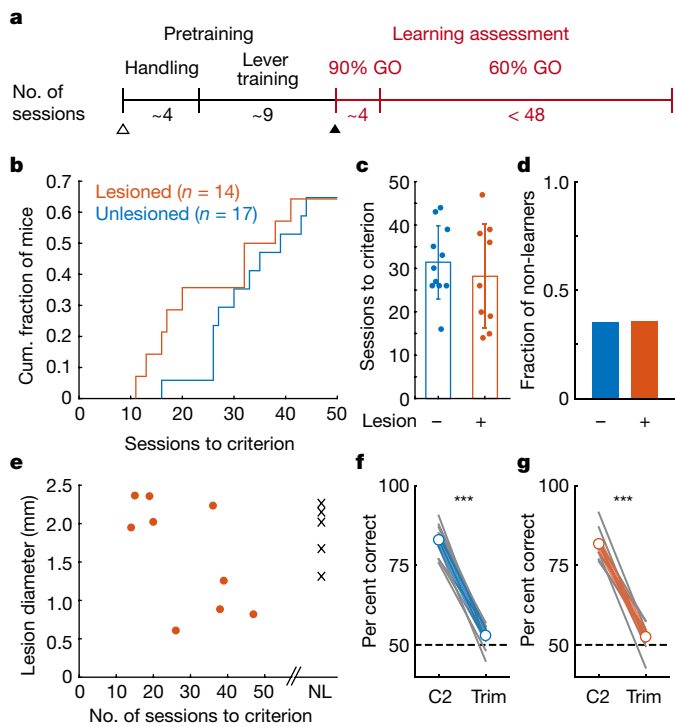 a
Pretraining
Learning assessment
Handling
Lever
training
90% GO
60% GO
No. of
sessions
~4
~9
~4
< 48
b
Lesioned (n = 14)
Unlesioned (n = 17)
Cum. fraction of mice
0.7
0.6
0.5
0.4
0.3
0.2
0.1
0
0 10 20 30 40 50
Sessions to criterion
c
Sessions to criterion
50
40
30
20
10
0
Lesion − +
d
Fraction of non-learners
1.0
0.5
0
− +
e
Lesion diameter (mm)
2.5
2.0
1.5
1.0
0.5
0
0 10 20 30 40 50 NL
No. of sessions to criterion
f
Per cent correct
100
75
50
***
C2 Trim
g
Per cent correct
100
75
50
***
C2 Trim